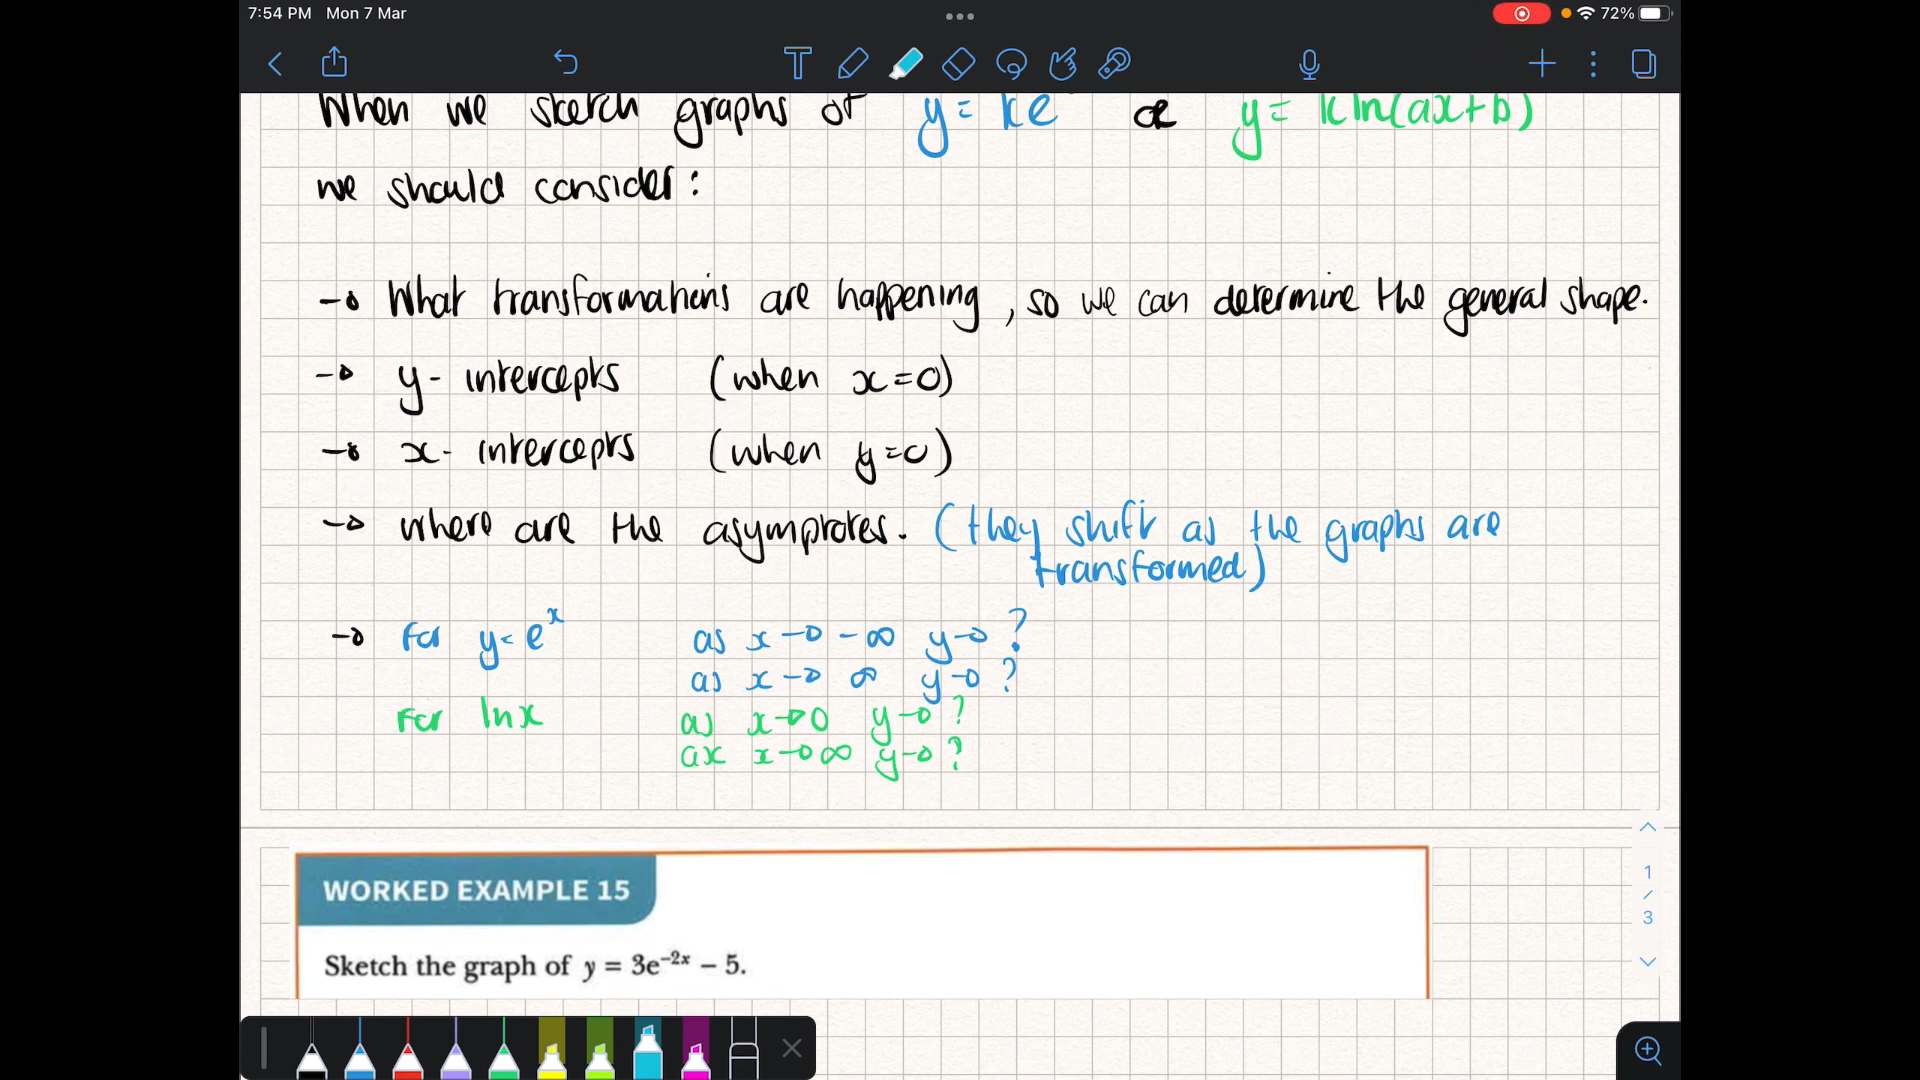 7:54 PM Mon 7 Mar
72%
T
When we sketch graphs of y = ke or y = kln(ax+b)
we should consider:
→ What transformations are happening, so we can determine the general shape.
→ y- intercepts (when x=0)
→ x- intercepts (when y=0)
→ where are the asymptotes. (they shift as the graphs are
transformed)
→ for y= eˣ as x → -∞ y→ ?
as x → ∞ y→ ?
For lnx as x→0 y→ ?
ax x→∞ y→ ?
1
/
3
WORKED EXAMPLE 15
Sketch the graph of y = 3e⁻²ˣ − 5.